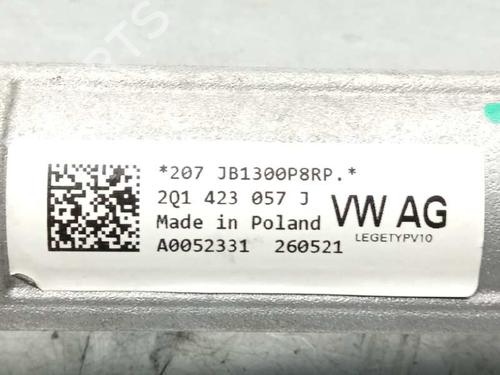 *207 JB1300P8RP.*
2Q1 423 057 J
Made in Poland
A0052331 260521
VW AG
LEGETYPV10